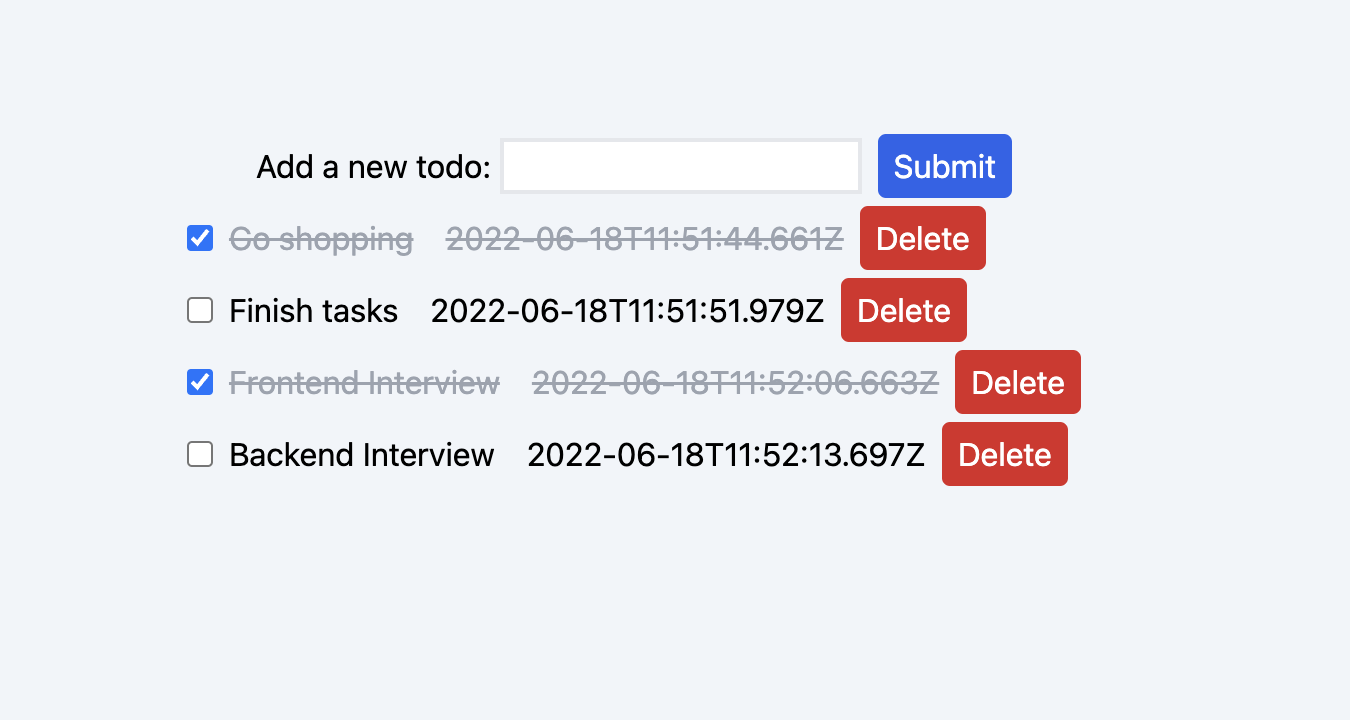 Add a new todo: Submit
Go shopping 2022-06-18T11:51:44.661Z Delete
Finish tasks 2022-06-18T11:51:51.979Z Delete
Frontend Interview 2022-06-18T11:52:06.663Z Delete
Backend Interview 2022-06-18T11:52:13.697Z Delete